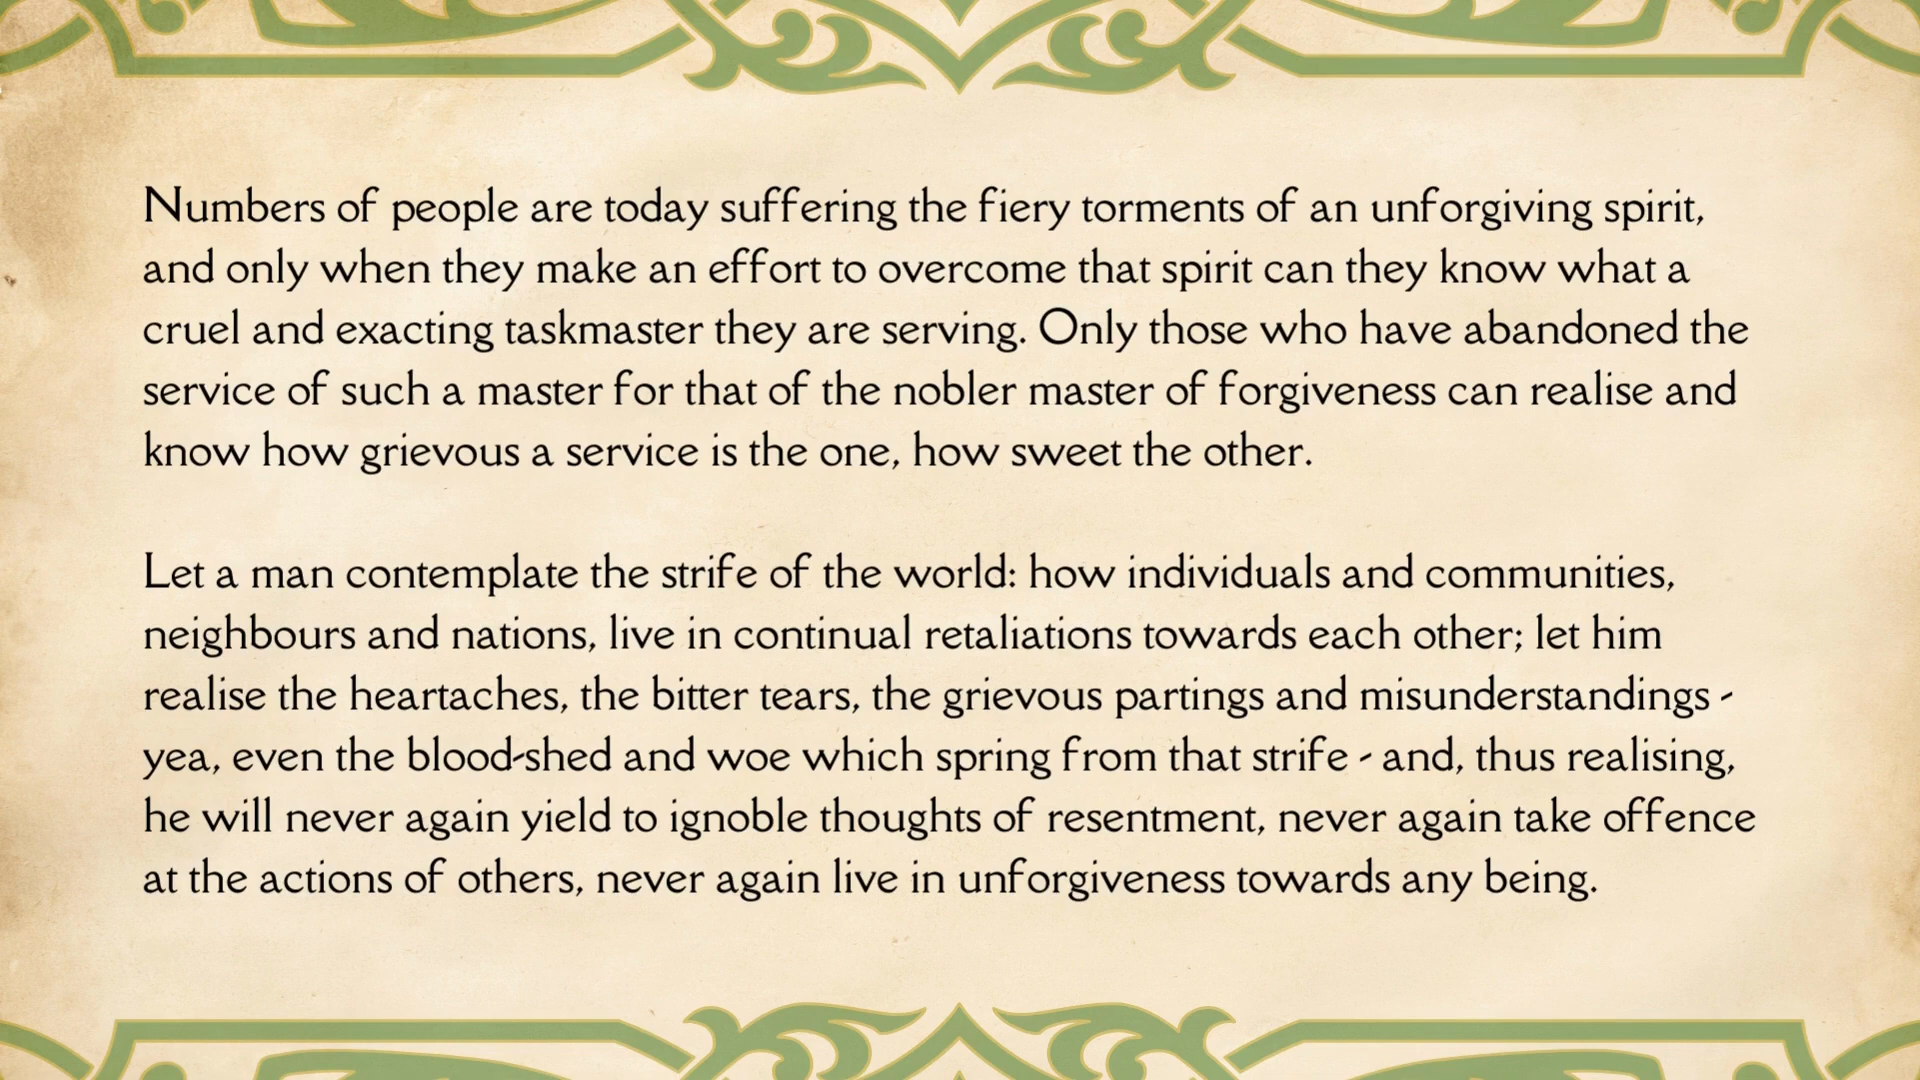 Numbers of people are today suffering the fiery torments of an unforgiving spirit,
and only when they make an effort to overcome that spirit can they know what a
cruel and exacting taskmaster they are serving. Only those who have abandoned the
service of such a master for that of the nobler master of forgiveness can realise and
know how grievous a service is the one, how sweet the other.

Let a man contemplate the strife of the world: how individuals and communities,
neighbours and nations, live in continual retaliations towards each other; let him
realise the heartaches, the bitter tears, the grievous partings and misunderstandings -
yea, even the blood-shed and woe which spring from that strife - and, thus realising,
he will never again yield to ignoble thoughts of resentment, never again take offence
at the actions of others, never again live in unforgiveness towards any being.